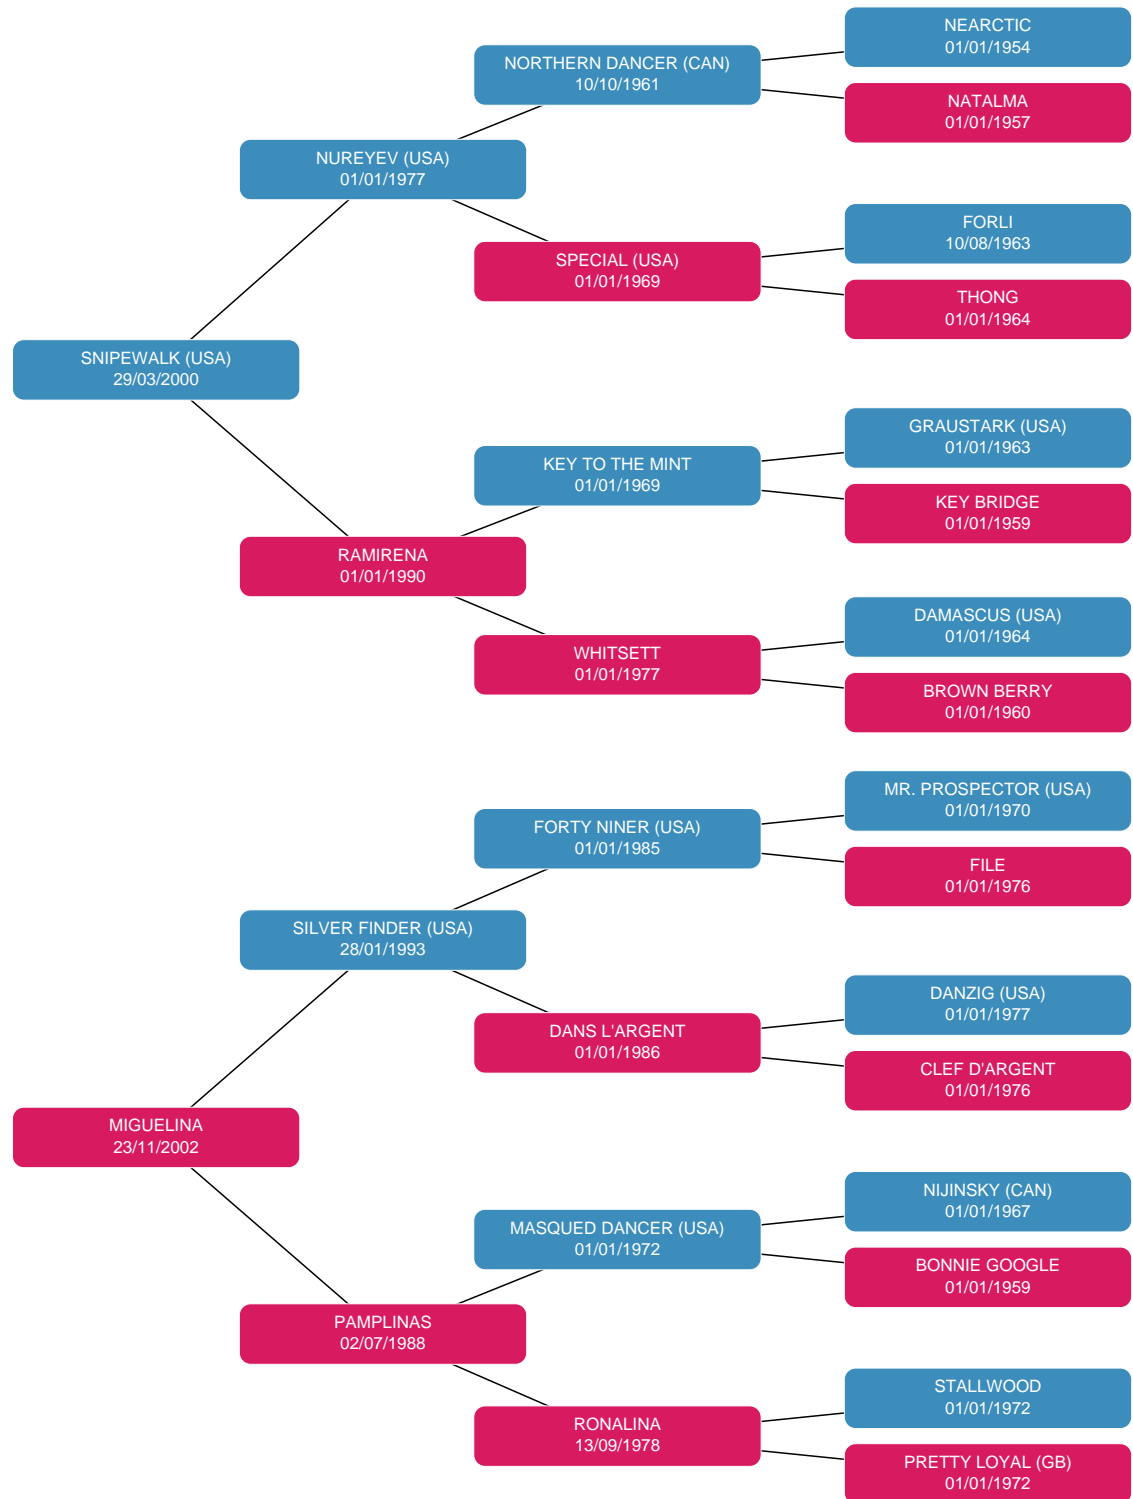 NEARCTIC
01/01/1954
NORTHERN DANCER (CAN)
10/10/1961
NATALMA
01/01/1957
NUREYEV (USA)
01/01/1977
FORLI
10/08/1963
SPECIAL (USA)
01/01/1969
THONG
01/01/1964
SNIPEWALK (USA)
29/03/2000
GRAUSTARK (USA)
01/01/1963
KEY TO THE MINT
01/01/1969
KEY BRIDGE
01/01/1959
RAMIRENA
01/01/1990
DAMASCUS (USA)
01/01/1964
WHITSETT
01/01/1977
BROWN BERRY
01/01/1960
MR. PROSPECTOR (USA)
01/01/1970
FORTY NINER (USA)
01/01/1985
FILE
01/01/1976
SILVER FINDER (USA)
28/01/1993
DANZIG (USA)
01/01/1977
DANS L'ARGENT
01/01/1986
CLEF D'ARGENT
01/01/1976
MIGUELINA
23/11/2002
NIJINSKY (CAN)
01/01/1967
MASQUED DANCER (USA)
01/01/1972
BONNIE GOOGLE
01/01/1959
PAMPLINAS
02/07/1988
STALLWOOD
01/01/1972
RONALINA
13/09/1978
PRETTY LOYAL (GB)
01/01/1972